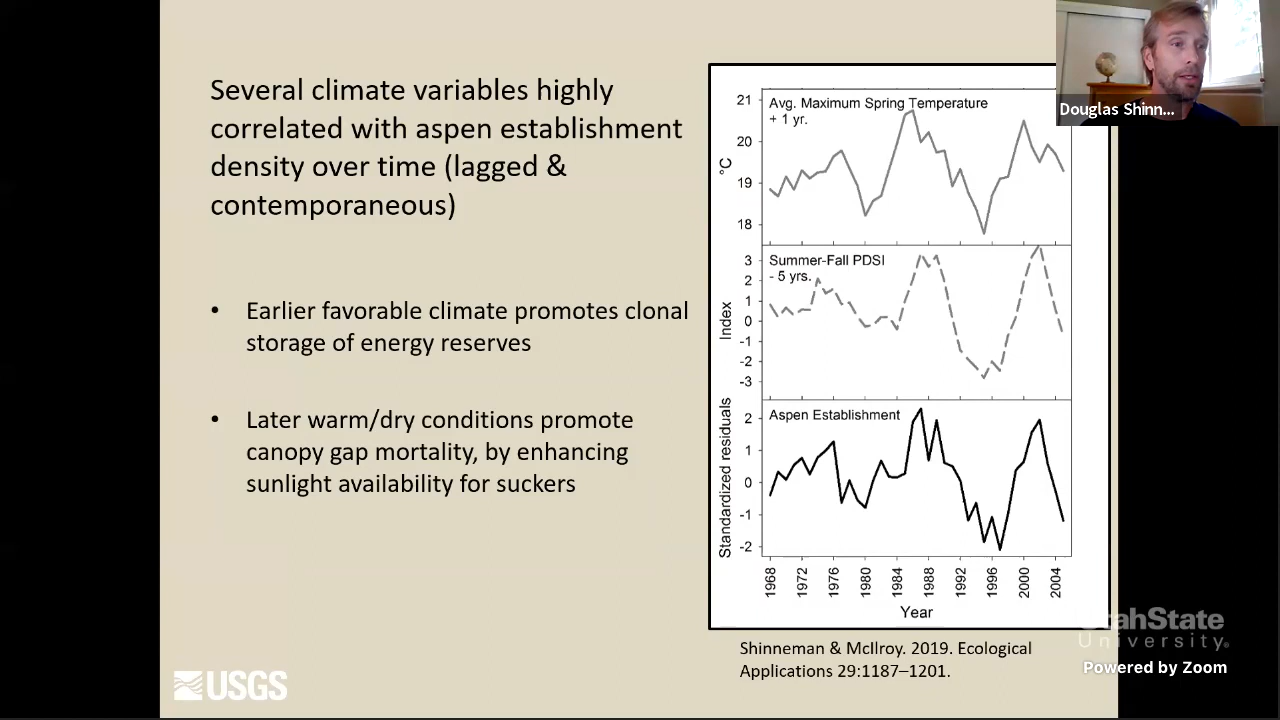 Several climate variables highly
correlated with aspen establishment
density over time (lagged &
contemporaneous)
• Earlier favorable climate promotes clonal
storage of energy reserves
• Later warm/dry conditions promote
canopy gap mortality, by enhancing
sunlight availability for suckers
USGS
Avg. Maximum Spring Temperature
+ 1 yr.
°C
21
20
19
18
Summer-Fall PDSI
- 5 yrs.
Index
3
2
1
0
-1
-2
-3
Aspen Establishment
Standardized residuals
2
1
0
-1
-2
1968 1972 1976 1980 1984 1988 1992 1996 2000 2004
Year
Shinneman & McIlroy. 2019. Ecological
Applications 29:1187–1201.
Douglas Shinn...
UtahState
University.
Powered by Zoom